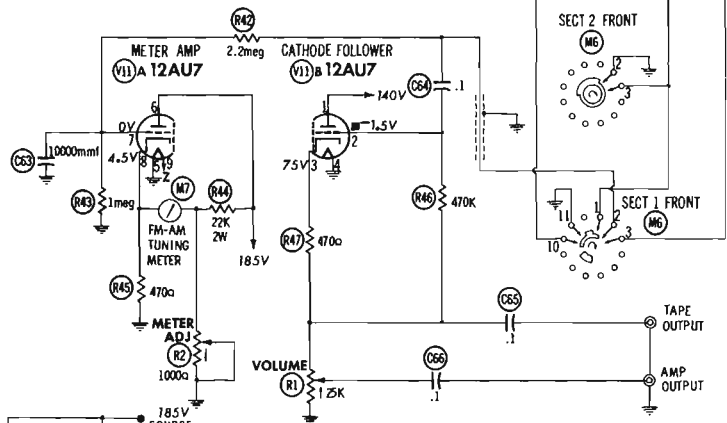 R42
2.2meg
METER AMP
V11 A 12AU7
CATHODE FOLLOWER
V11 B 12AU7
SECT 2 FRONT
M6
2
3
C64
.1
140V
6
1
0V
7
1.5V
2
C63
10000mmf
4.5V
8
5
9
Z
75V
3
4
R43
1meg
M7
FM-AM
TUNING
METER
R44
22K
2W
185V
R46
470K
R47
470Ω
SECT 1 FRONT
M6
11
1
2
10
3
R45
470Ω
METER
ADJ
R2
1000Ω
C65
.1
TAPE
OUTPUT
VOLUME
R1
C66
.1
AMP
OUTPUT
185V